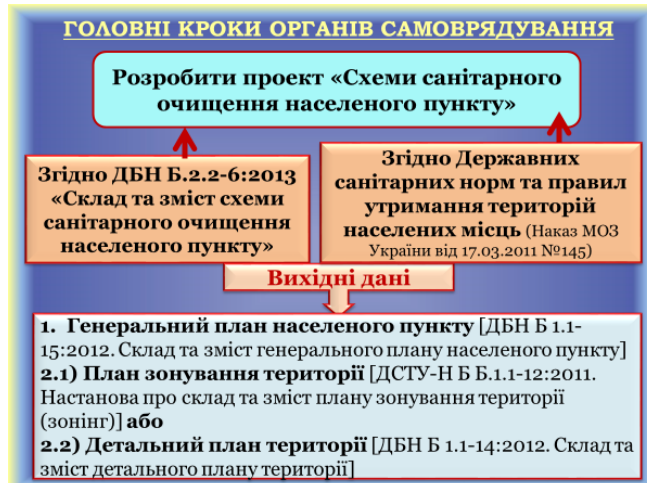 ГОЛОВНІ КРОКИ ОРГАНІВ САМОВРЯДУВАННЯ
Розробити проект «Схеми санітарного
очищення населеного пункту»
Згідно ДБН Б.2.2-6:2013
«Склад та зміст схеми
санітарного очищення
населеного пункту»
Згідно Державних
санітарних норм та правил
утримання територій
населених місць (Наказ МОЗ
України від 17.03.2011 №145)
Вихідні дані
1. Генеральний план населеного пункту [ДБН Б 1.1-
15:2012. Склад та зміст генерального плану населеного пункту]
2.1) План зонування території [ДСТУ-Н Б Б.1.1-12:2011.
Настанова про склад та зміст плану зонування території
(зонінг)] або
2.2) Детальний план території [ДБН Б 1.1-14:2012. Склад та
зміст детального плану території]